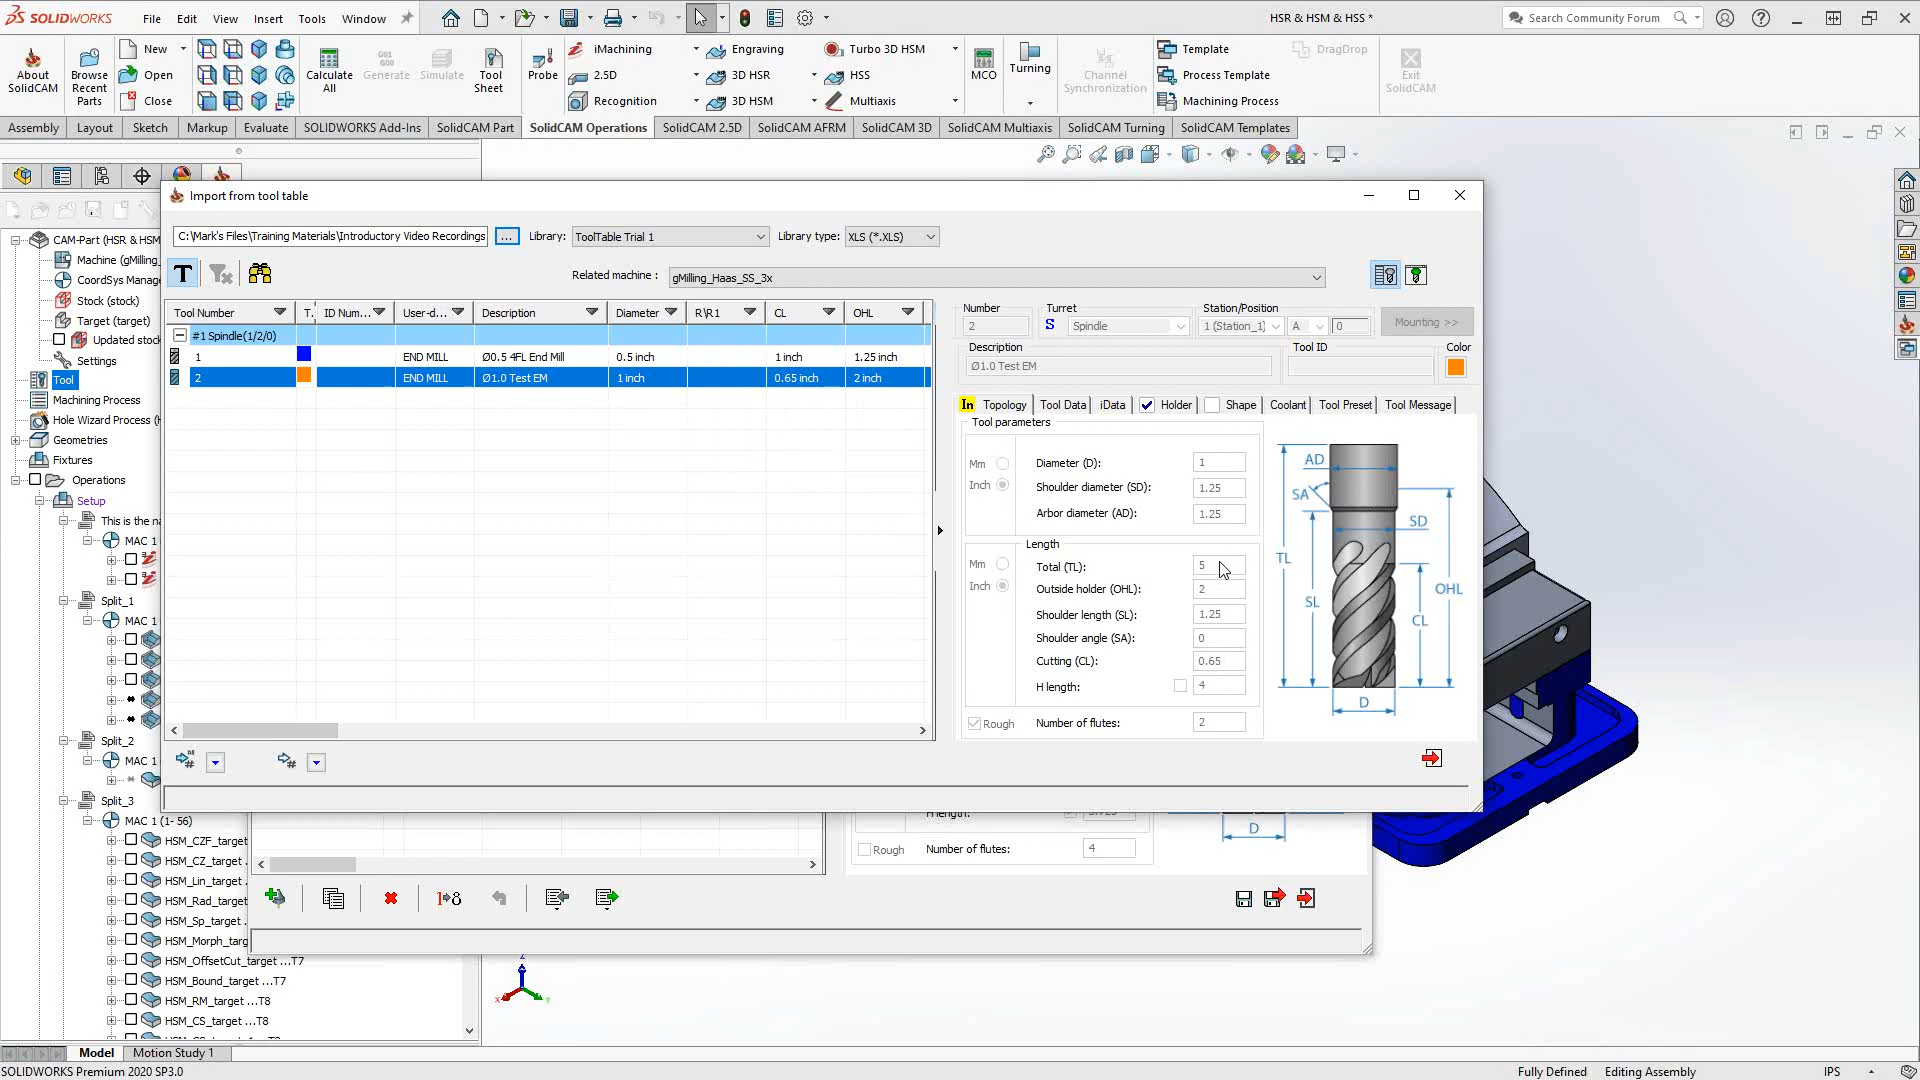 SOLIDWORKS File Edit View Insert Tools Window HSR & HSM & HSS * Search Community Forum
About SolidCAM Browse Recent Parts New Open Close Calculate All G01 G00 Generate Simulate Tool Sheet Probe
iMachining Engraving Turbo 3D HSM
2.5D 3D HSR HSS
Recognition 3D HSM Multiaxis
MCO Turning Channel Synchronization
Template DragDrop
Process Template
Machining Process
Exit SolidCAM
Assembly Layout Sketch Markup Evaluate SOLIDWORKS Add-Ins SolidCAM Part SolidCAM Operations SolidCAM 2.5D SolidCAM AFRM SolidCAM 3D SolidCAM Multiaxis SolidCAM Turning SolidCAM Templates
CAM-Part (HSR & HSM
Machine (gMilling_
CoordSys Manage
Stock (stock)
Target (target)
Updated stock
Settings
Tool
Machining Process
Hole Wizard Process (H
Geometries
Fixtures
Operations
Setup
This is the na
MAC 1
Split_1
MAC 1
Split_2
MAC 1
Split_3
MAC 1 (1- 56)
HSM_CZF_target
HSM_CZ_target .
HSM_Lin_target .
HSM_Rad_target
HSM_Sp_target .
HSM_Morph_targ
HSM_OffsetCut_target ...T7
HSM_Bound_target ...T7
HSM_RM_target ...T8
HSM_CS_target ...T8
Import from tool table
C:\Mark's Files\Training Materials\Introductory Video Recordings ... Library: ToolTable Trial 1 Library type: XLS (*.XLS)
T Related machine : gMilling_Haas_SS_3x
Tool Number T. ID Num... User-d... Description Diameter R\R1 CL OHL
#1 Spindle(1/2/0)
1 END MILL Ø0.5 4FL End Mill 0.5 inch 1 inch 1.25 inch
2 END MILL Ø1.0 Test EM 1 inch 0.65 inch 2 inch
Number Turret Station/Position
2 S Spindle 1 (Station_1) A 0 Mounting >>
Description Tool ID Color
Ø1.0 Test EM
In Topology Tool Data iData Holder Shape Coolant Tool Preset Tool Message
Tool parameters
Mm Diameter (D): 1
Inch Shoulder diameter (SD): 1.25
Arbor diameter (AD): 1.25
Length
Mm Total (TL): 5
Inch Outside holder (OHL): 2
Shoulder length (SL): 1.25
Shoulder angle (SA): 0
Cutting (CL): 0.65
H length: 4
Rough Number of flutes: 2
AD
SA
SD
TL
OHL
SL
CL
D
D
Rough Number of flutes: 4
1 8
Z
X Y
Model Motion Study 1
SOLIDWORKS Premium 2020 SP3.0 Fully Defined Editing Assembly IPS